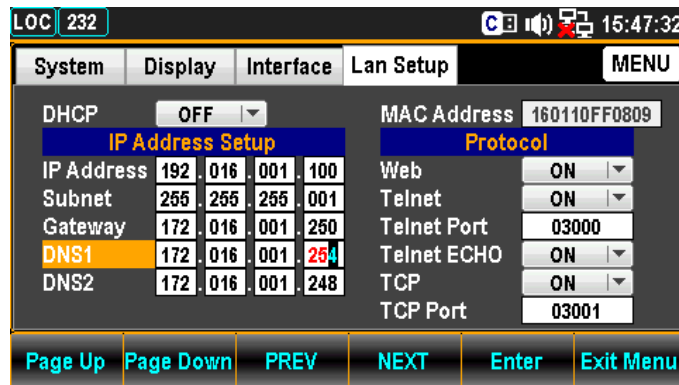 LOC 232 C 15:47:32
System Display Interface Lan Setup MENU
DHCP OFF
IP Address Setup
IP Address 192.016.001.100
Subnet 255.255.255.001
Gateway 172.016.001.250
DNS1 172.016.001.254
DNS2 172.016.001.248
MAC Address 160110FF0809
Protocol
Web ON
Telnet ON
Telnet Port 03000
Telnet ECHO ON
TCP ON
TCP Port 03001
Page Up Page Down PREV NEXT Enter Exit Menu